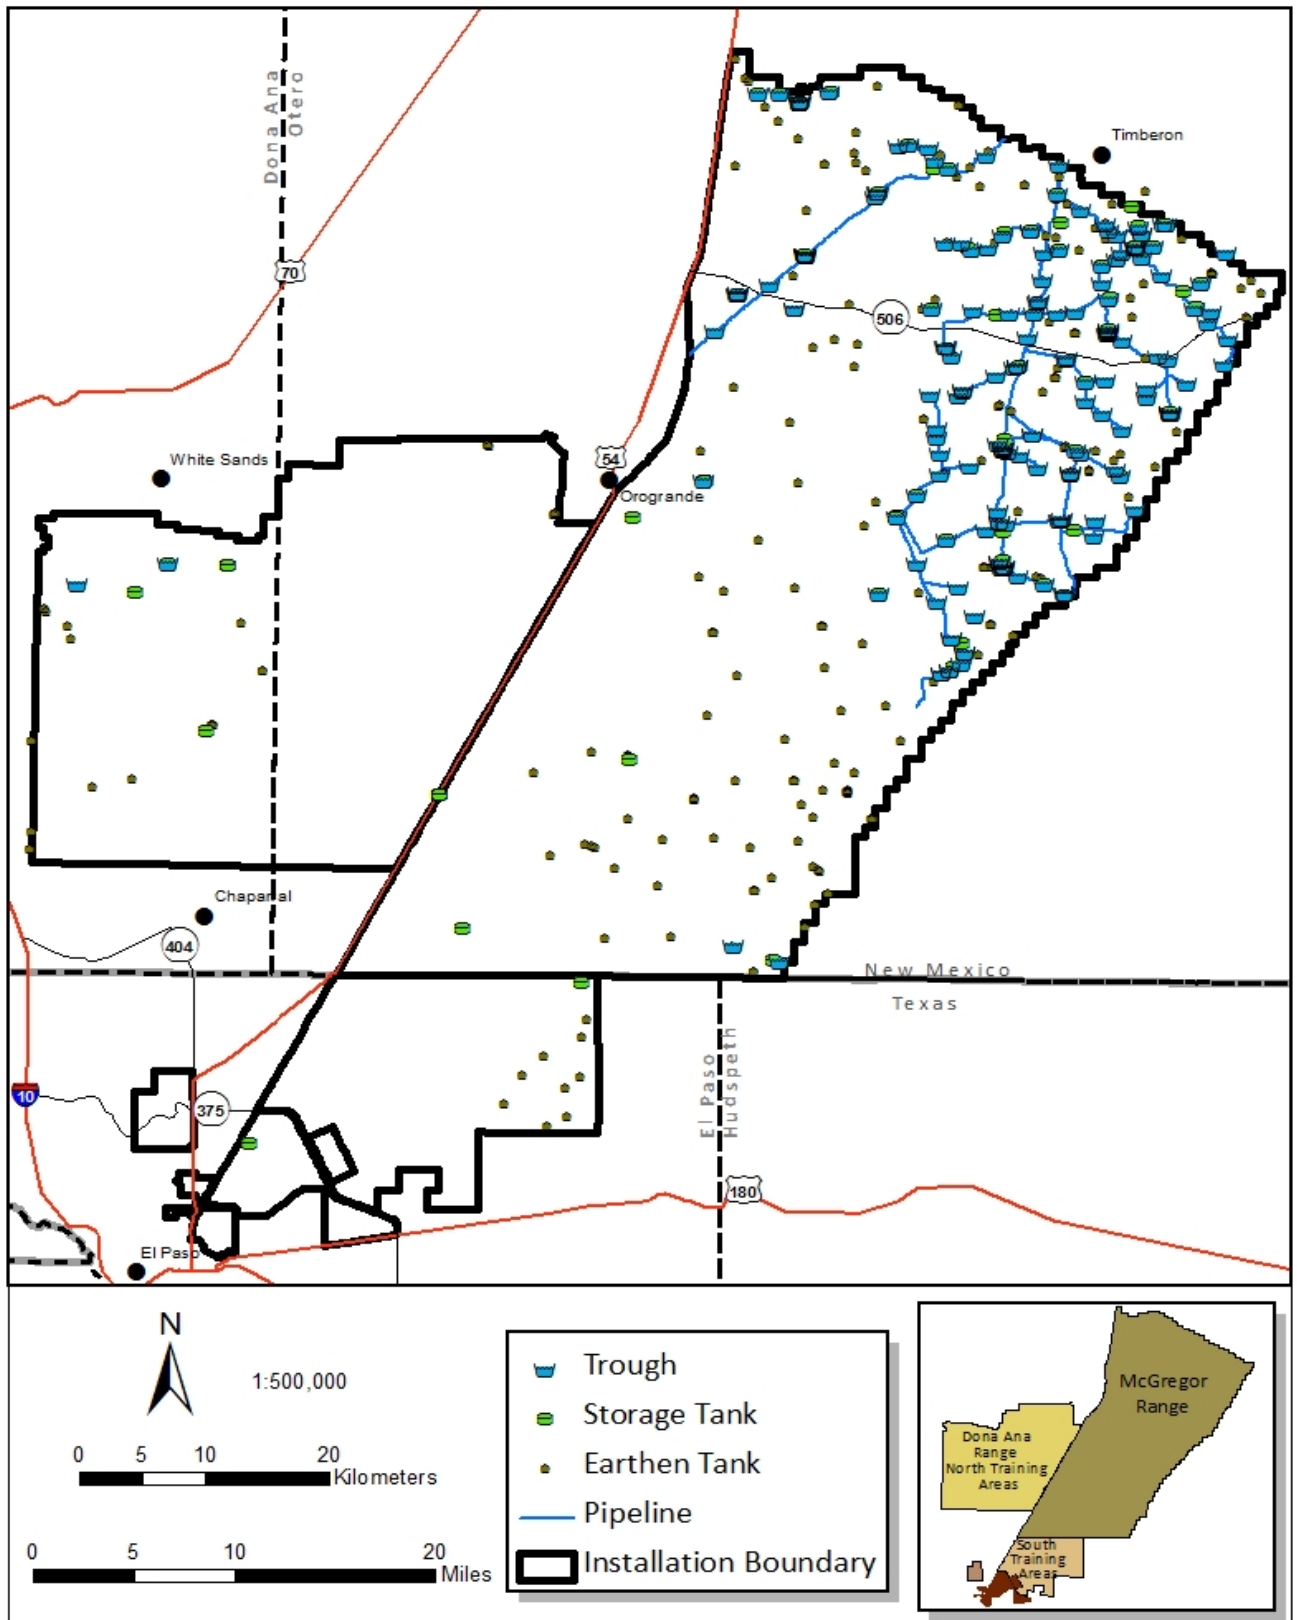 Dona Ana
Otero
Timberon
70
506
White Sands
54
Orogrande
Chaparral
404
New Mexico
Texas
10
375
El Paso
Hudspeth
180
El Paso
N
1:500,000
0 5 10 20
Kilometers
0 5 10 20
Miles
Trough
Storage Tank
Earthen Tank
Pipeline
Installation Boundary
McGregor
Range
Dona Ana
Range
North Training
Areas
South
Training
Areas